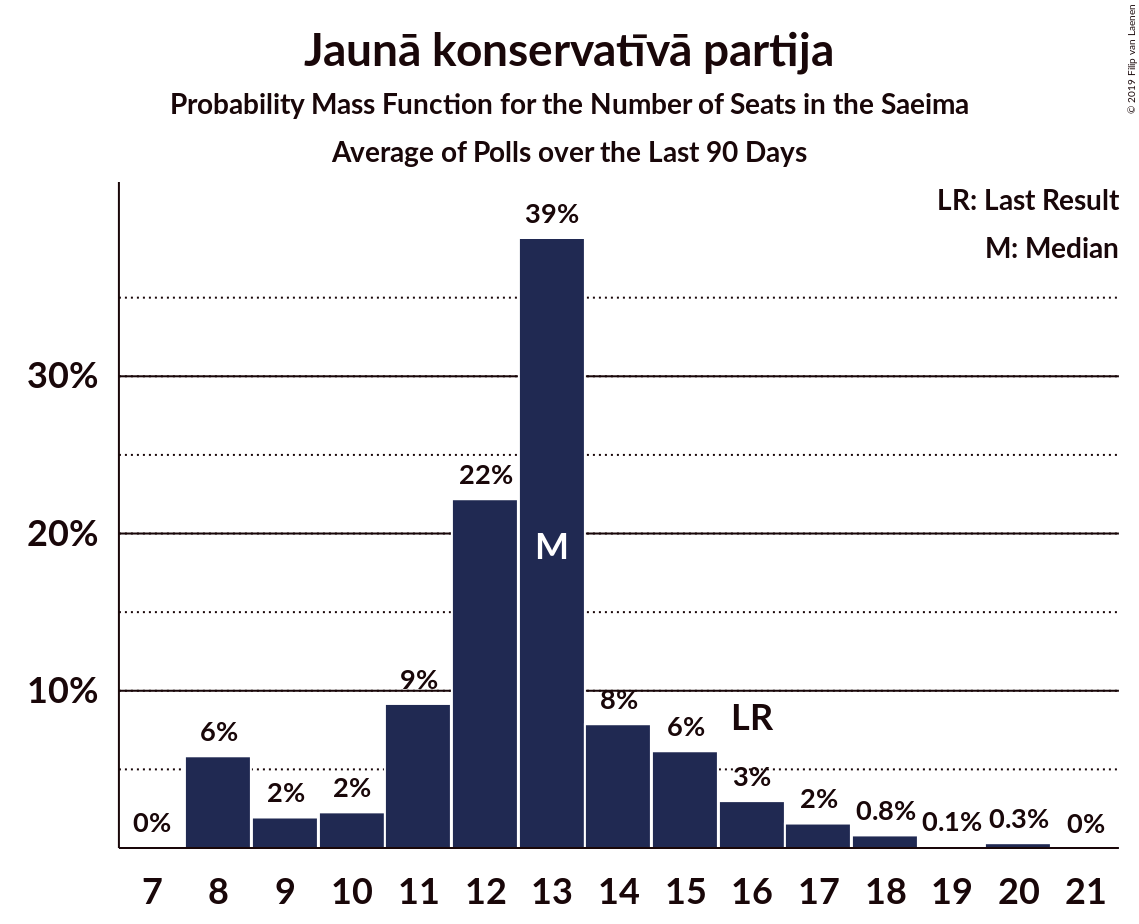 Jaunā konservatīvā partija
Probability Mass Function for the Number of Seats in the Saeima
Average of Polls over the Last 90 Days
© 2019 Filip van Laenen
LR: Last Result
M: Median
39%
30%
22%
20%
M
10%
9%
8%
LR
6%
6%
3%
2%
2%
2%
0.8%
0.3%
0.1%
0%
0%
7 8 9 10 11 12 13 14 15 16 17 18 19 20 21